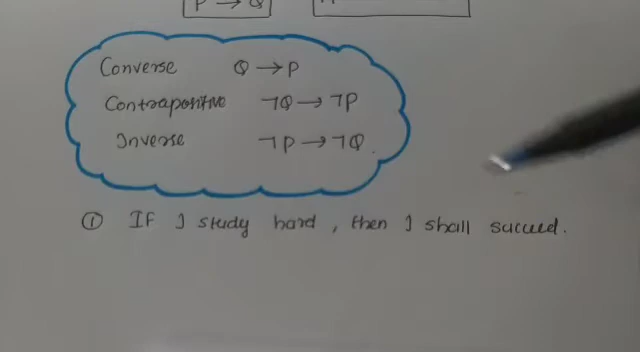 P → Q
Converse Q → P
Contrapositive ¬Q → ¬P
Inverse ¬P → ¬Q.
① If I study hard, then I shall succeed.